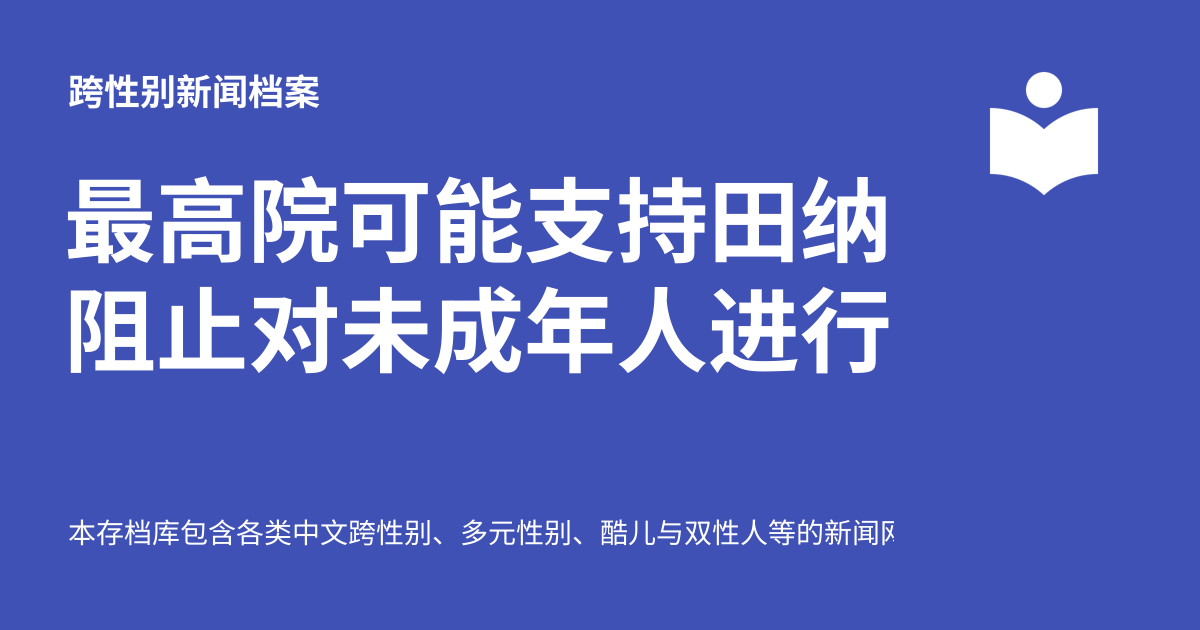 跨性别新闻档案
最高院可能支持田纳
阻止对未成年人进行
本存档库包含各类中文跨性别、多元性别、酷儿与双性人等的新闻